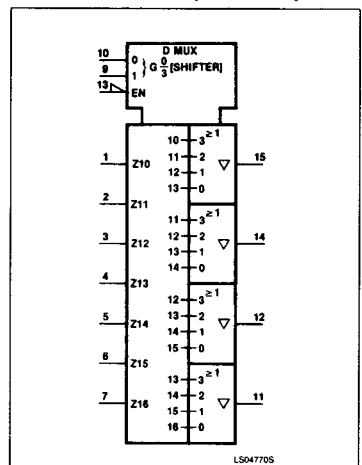 D MUX
10 0 } G 0/3 [SHIFTER]
9 1
13 EN
10 3 ≥ 1
1 Z10 11 2 ▽ 15
12 1
13 0
2 Z11
11 3 ≥ 1
3 Z12 12 2 ▽ 14
13 1
14 0
4 Z13
12 3 ≥ 1
5 Z14 13 2 ▽ 12
14 1
15 0
6 Z15
13 3 ≥ 1
7 Z16 14 2 ▽ 11
15 1
16 0
LS04770S